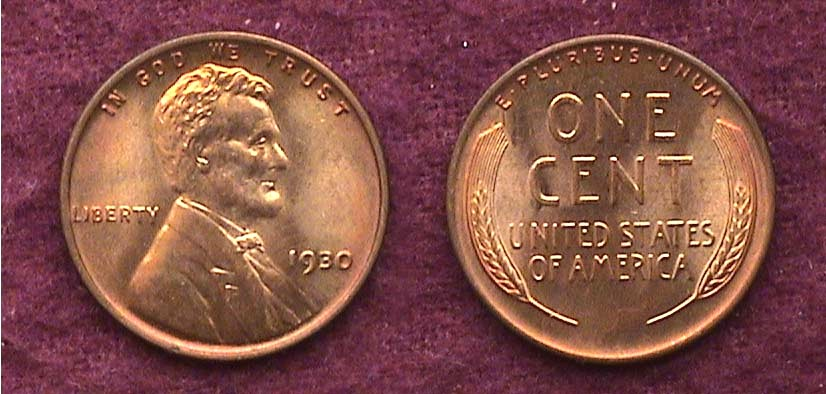 IN GOD WE TRUST
LIBERTY
1930
E·PLURIBUS·UNUM
ONE
CENT
UNITED STATES
OF AMERICA